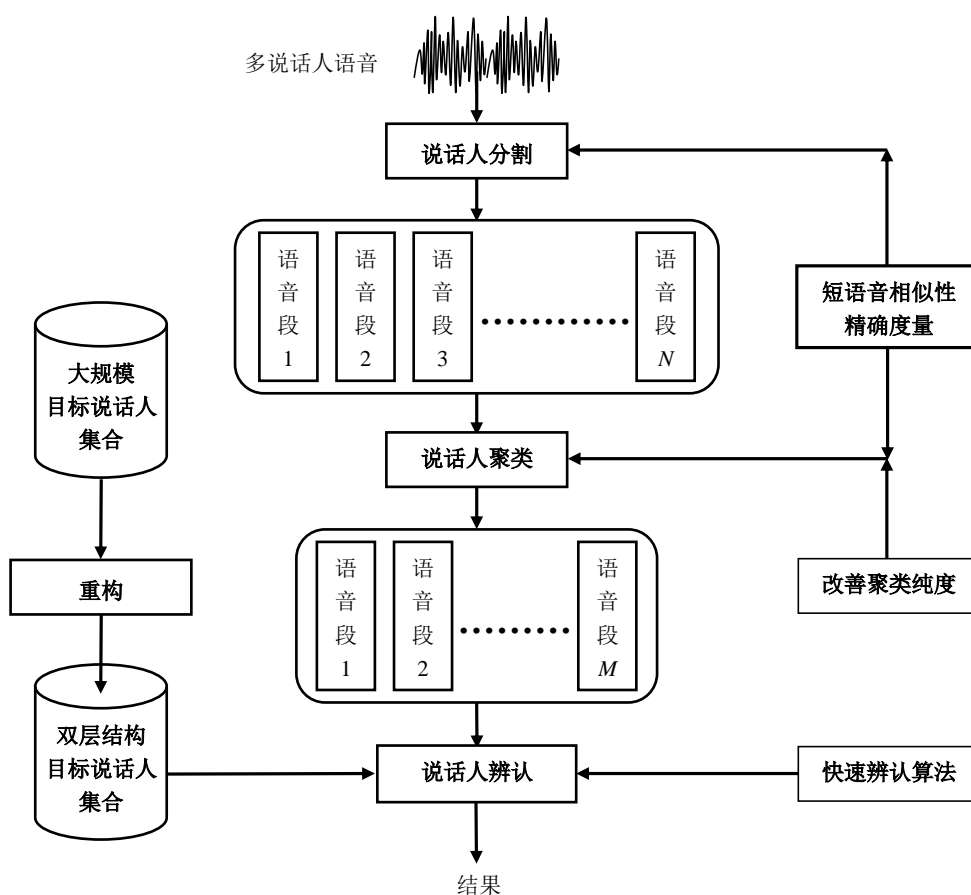 多说话人语音
说话人分割
语音段1
语音段2
语音段3
语音段N
短语音相似性
精确度量
大规模
目标说话人
集合
说话人聚类
重构
语音段1
语音段2
语音段M
改善聚类纯度
双层结构
目标说话人
集合
说话人辨认
快速辨认算法
结果